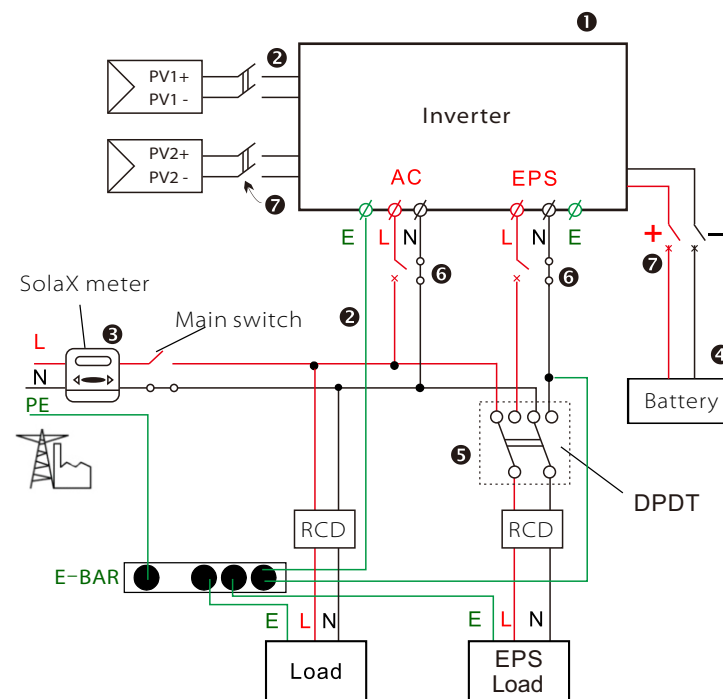 ❶
PV1+
PV1 -
❷
Inverter
PV2+
PV2 -
❼
AC
EPS
E
L
N
L
N
E
+
−
❼
❻
❻
SolaX meter
❸
Main switch
❷
L
N
PE
❹
Battery
❺
DPDT
RCD
RCD
E-BAR
E
L
N
E
L
N
Load
EPS
Load